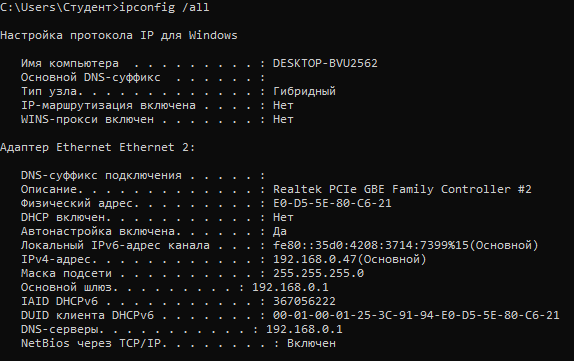 C:\Users\Студент>ipconfig /all
Настройка протокола IP для Windows
Имя компьютера . . . . . . . . . : DESKTOP-BVU2562
Основной DNS-суффикс . . . . . . :
Тип узла. . . . . . . . . . . . . : Гибридный
IP-маршрутизация включена . . . . : Нет
WINS-прокси включен . . . . . . . : Нет
Адаптер Ethernet Ethernet 2:
DNS-суффикс подключения . . . . . :
Описание. . . . . . . . . . . . . : Realtek PCIe GBE Family Controller #2
Физический адрес. . . . . . . . . : E0-D5-5E-80-C6-21
DHCP включен. . . . . . . . . . . : Нет
Автонастройка включена. . . . . . : Да
Локальный IPv6-адрес канала . . . : fe80::35d0:4208:3714:7399%15(Основной)
IPv4-адрес. . . . . . . . . . . . : 192.168.0.47(Основной)
Маска подсети . . . . . . . . . . : 255.255.255.0
Основной шлюз. . . . . . . . . : 192.168.0.1
IAID DHCPv6 . . . . . . . . . . . : 367056222
DUID клиента DHCPv6 . . . . . . . : 00-01-00-01-25-3C-91-94-E0-D5-5E-80-C6-21
DNS-серверы. . . . . . . . . . . : 192.168.0.1
NetBios через TCP/IP. . . . . . . . : Включен